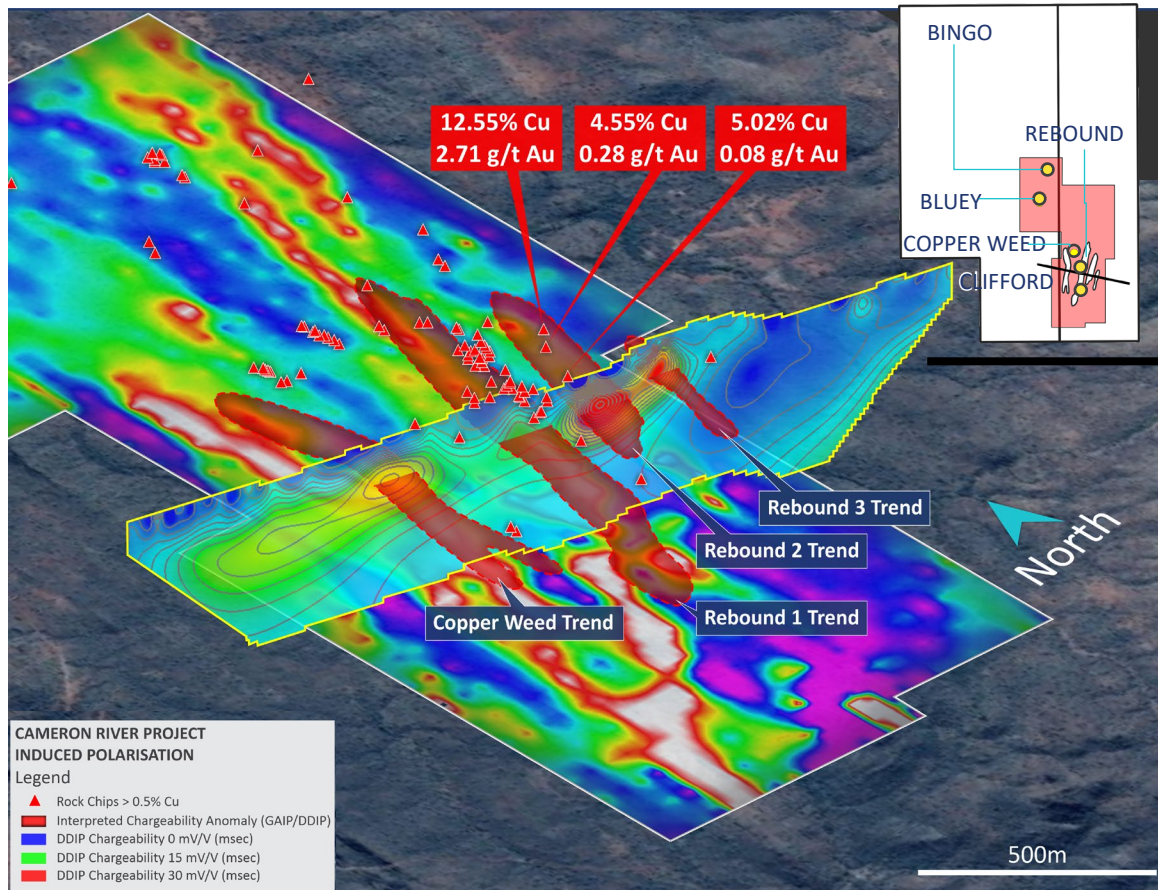 BINGO
REBOUND
BLUEY
COPPER WEED
CLIFFORD
12.55% Cu
2.71 g/t Au
4.55% Cu
0.28 g/t Au
5.02% Cu
0.08 g/t Au
Rebound 3 Trend
Rebound 2 Trend
Rebound 1 Trend
Copper Weed Trend
North
CAMERON RIVER PROJECT
INDUCED POLARISATION
Legend
Rock Chips > 0.5% Cu
Interpreted Chargeability Anomaly (GAIP/DDIP)
DDIP Chargeability 0 mV/V (msec)
DDIP Chargeability 15 mV/V (msec)
DDIP Chargeability 30 mV/V (msec)
500m